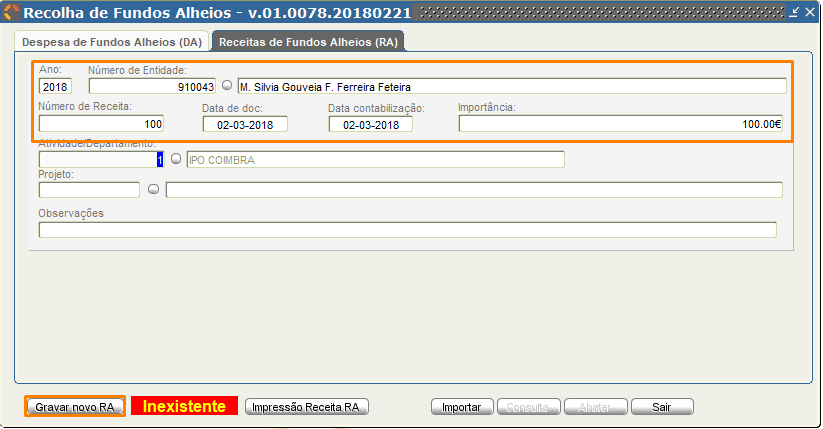 Recolha de Fundos Alheios - v.01.0078.20180221
Despesa de Fundos Alheios (DA) Receitas de Fundos Alheios (RA)
Ano: Número de Entidade:
2018 910043 M. Silvia Gouveia F. Ferreira Feteira
Número de Receita: Data de doc: Data contabilização: Importância:
100 02-03-2018 02-03-2018 100.00€
Atividade/Departamento:
1 IPO COIMBRA
Projeto:
Observações
Gravar novo RA Inexistente Impressão Receita RA Importar Consulta Abater Sair